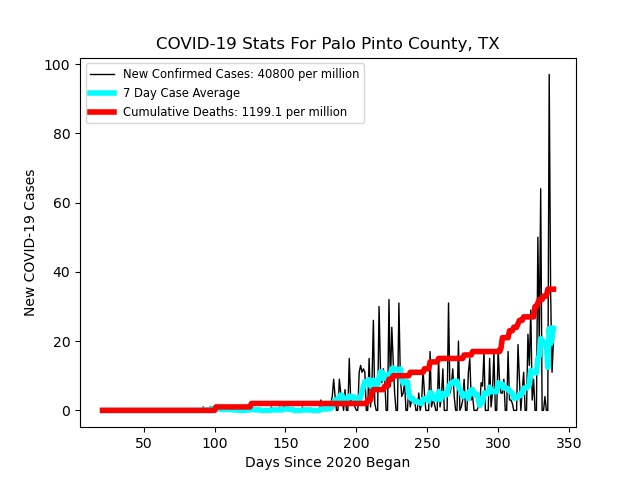 COVID-19 Stats For Palo Pinto County, TX
New Confirmed Cases: 40800 per million
7 Day Case Average
Cumulative Deaths: 1199.1 per million
New COVID-19 Cases
100
80
60
40
20
0
50
100
150
200
250
300
350
Days Since 2020 Began